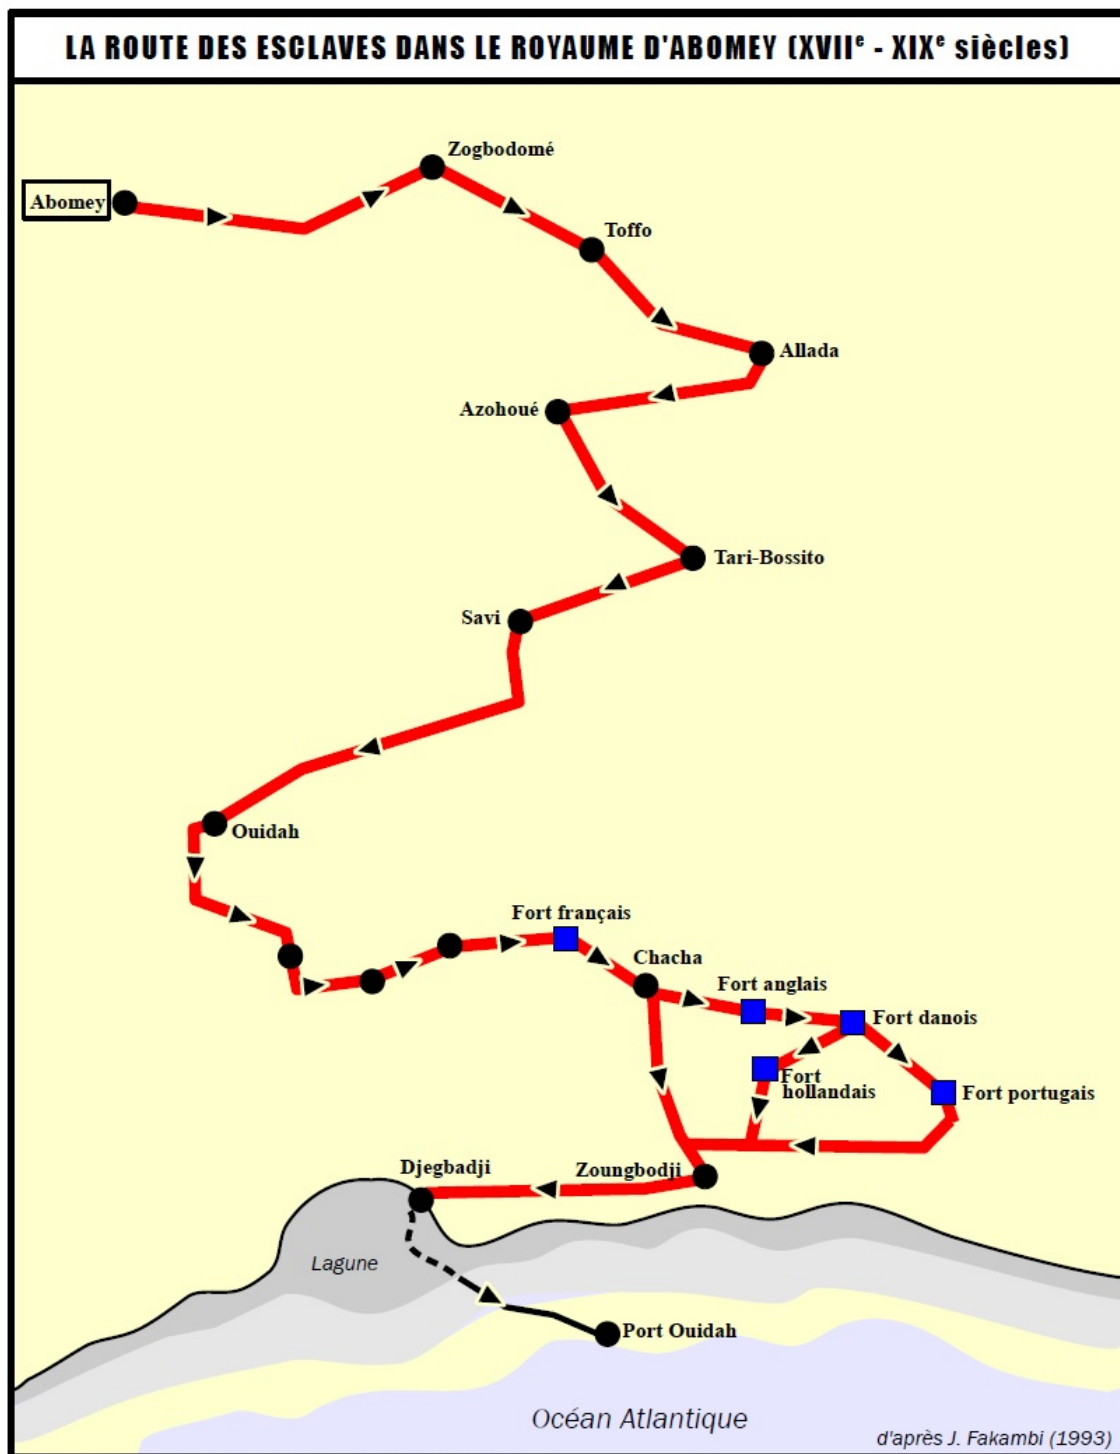 LA ROUTE DES ESCLAVES DANS LE ROYAUME D'ABOMEY (XVIIe - XIXe siècles)
Zogbodomé
Abomey
Toffo
Allada
Azohoué
Tari-Bossito
Savi
Ouidah
Fort français
Chacha
Fort anglais
Fort danois
Fort
hollandais
Fort portugais
Djegbadji
Zoungbodji
Lagune
Port Ouidah
Océan Atlantique
d'après J. Fakambi (1993)